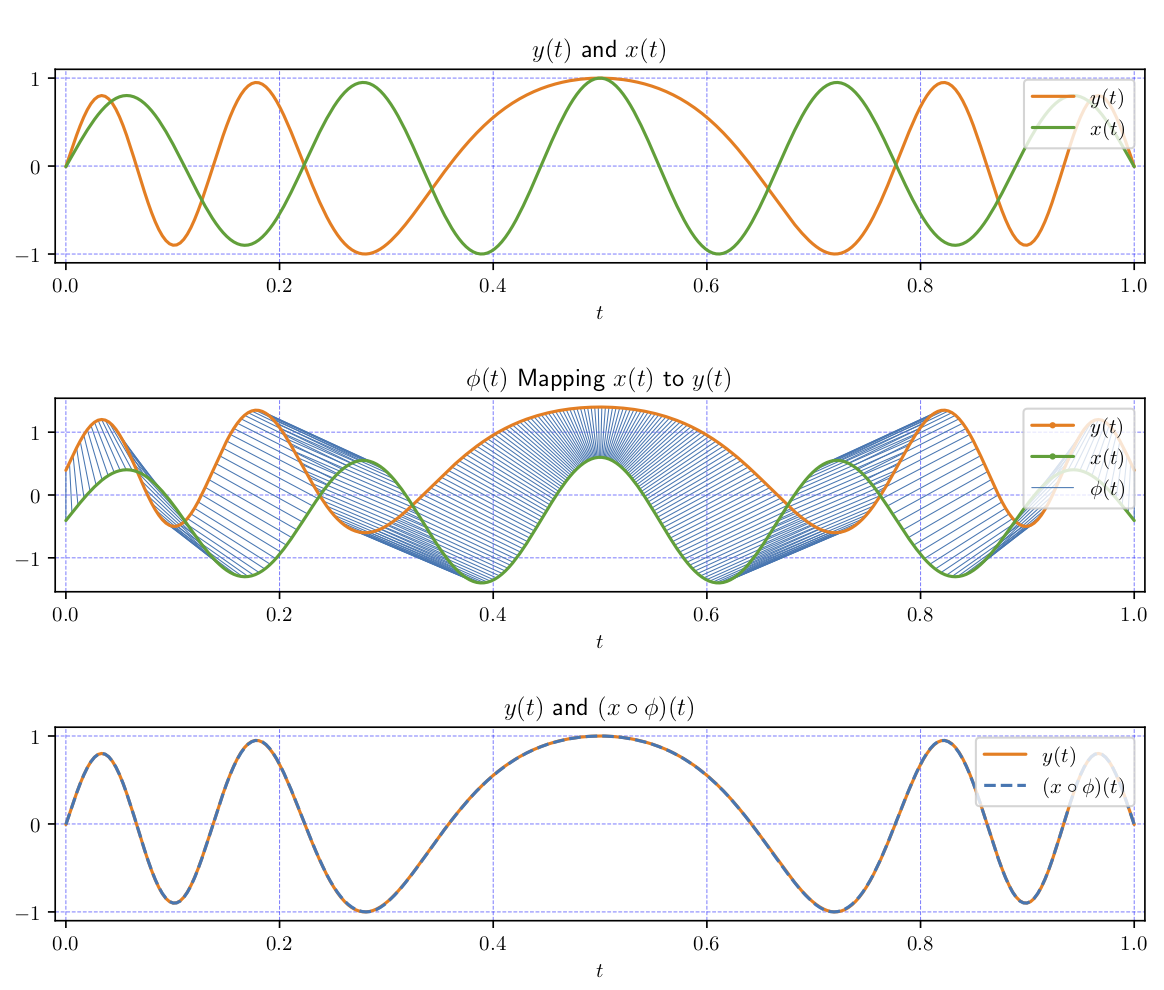 y(t) and x(t)
1
0
−1
y(t)
x(t)
0.0 0.2 0.4 0.6 0.8 1.0
t
ϕ(t) Mapping x(t) to y(t)
1
0
−1
y(t)
x(t)
ϕ(t)
0.0 0.2 0.4 0.6 0.8 1.0
t
y(t) and (x ∘ ϕ)(t)
1
0
−1
y(t)
(x ∘ ϕ)(t)
0.0 0.2 0.4 0.6 0.8 1.0
t